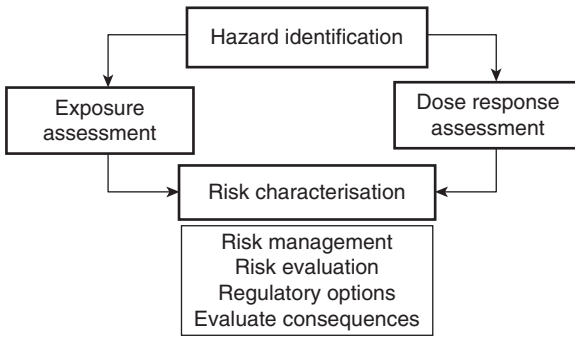 Hazard identification
Exposure
assessment
Dose response
assessment
Risk characterisation
Risk management
Risk evaluation
Regulatory options
Evaluate consequences